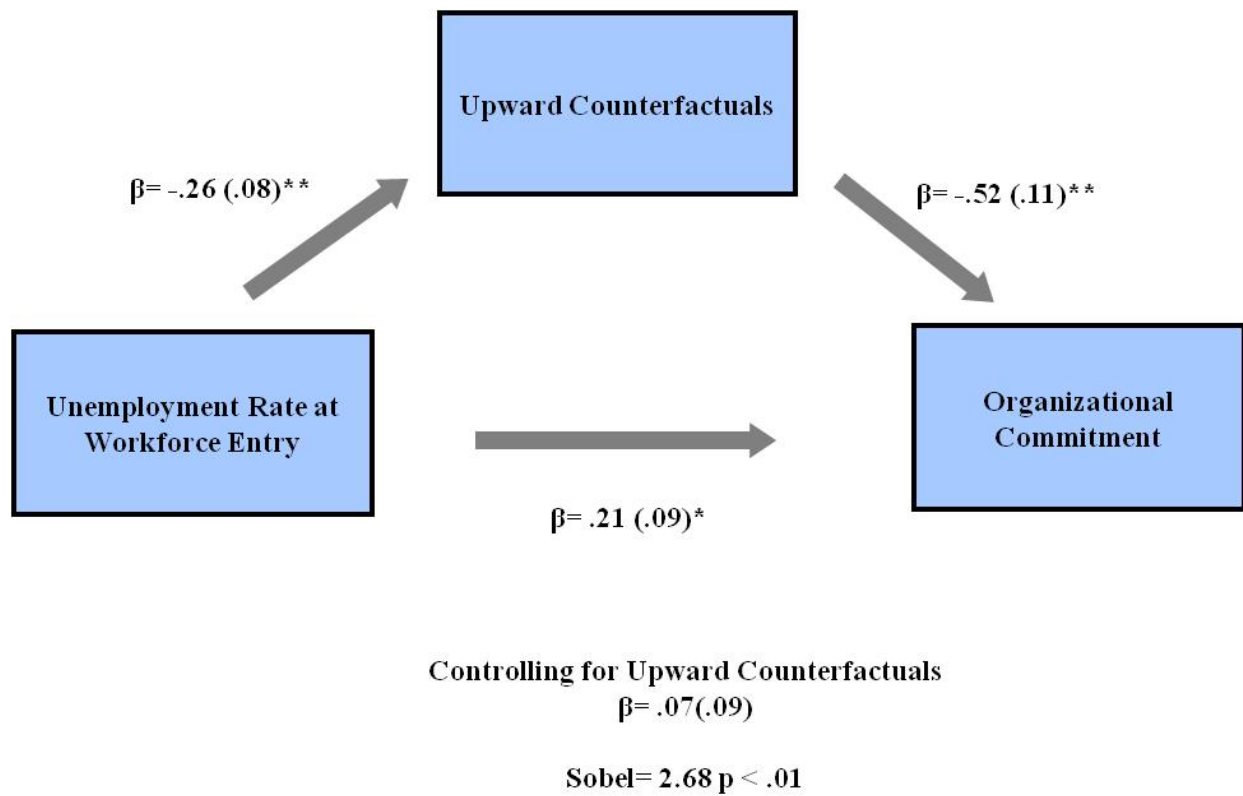 Upward Counterfactuals
β= -.26 (.08)**
β= -.52 (.11)**
Unemployment Rate at
Workforce Entry
Organizational
Commitment
β= .21 (.09)*
Controlling for Upward Counterfactuals
β= .07(.09)
Sobel= 2.68 p < .01